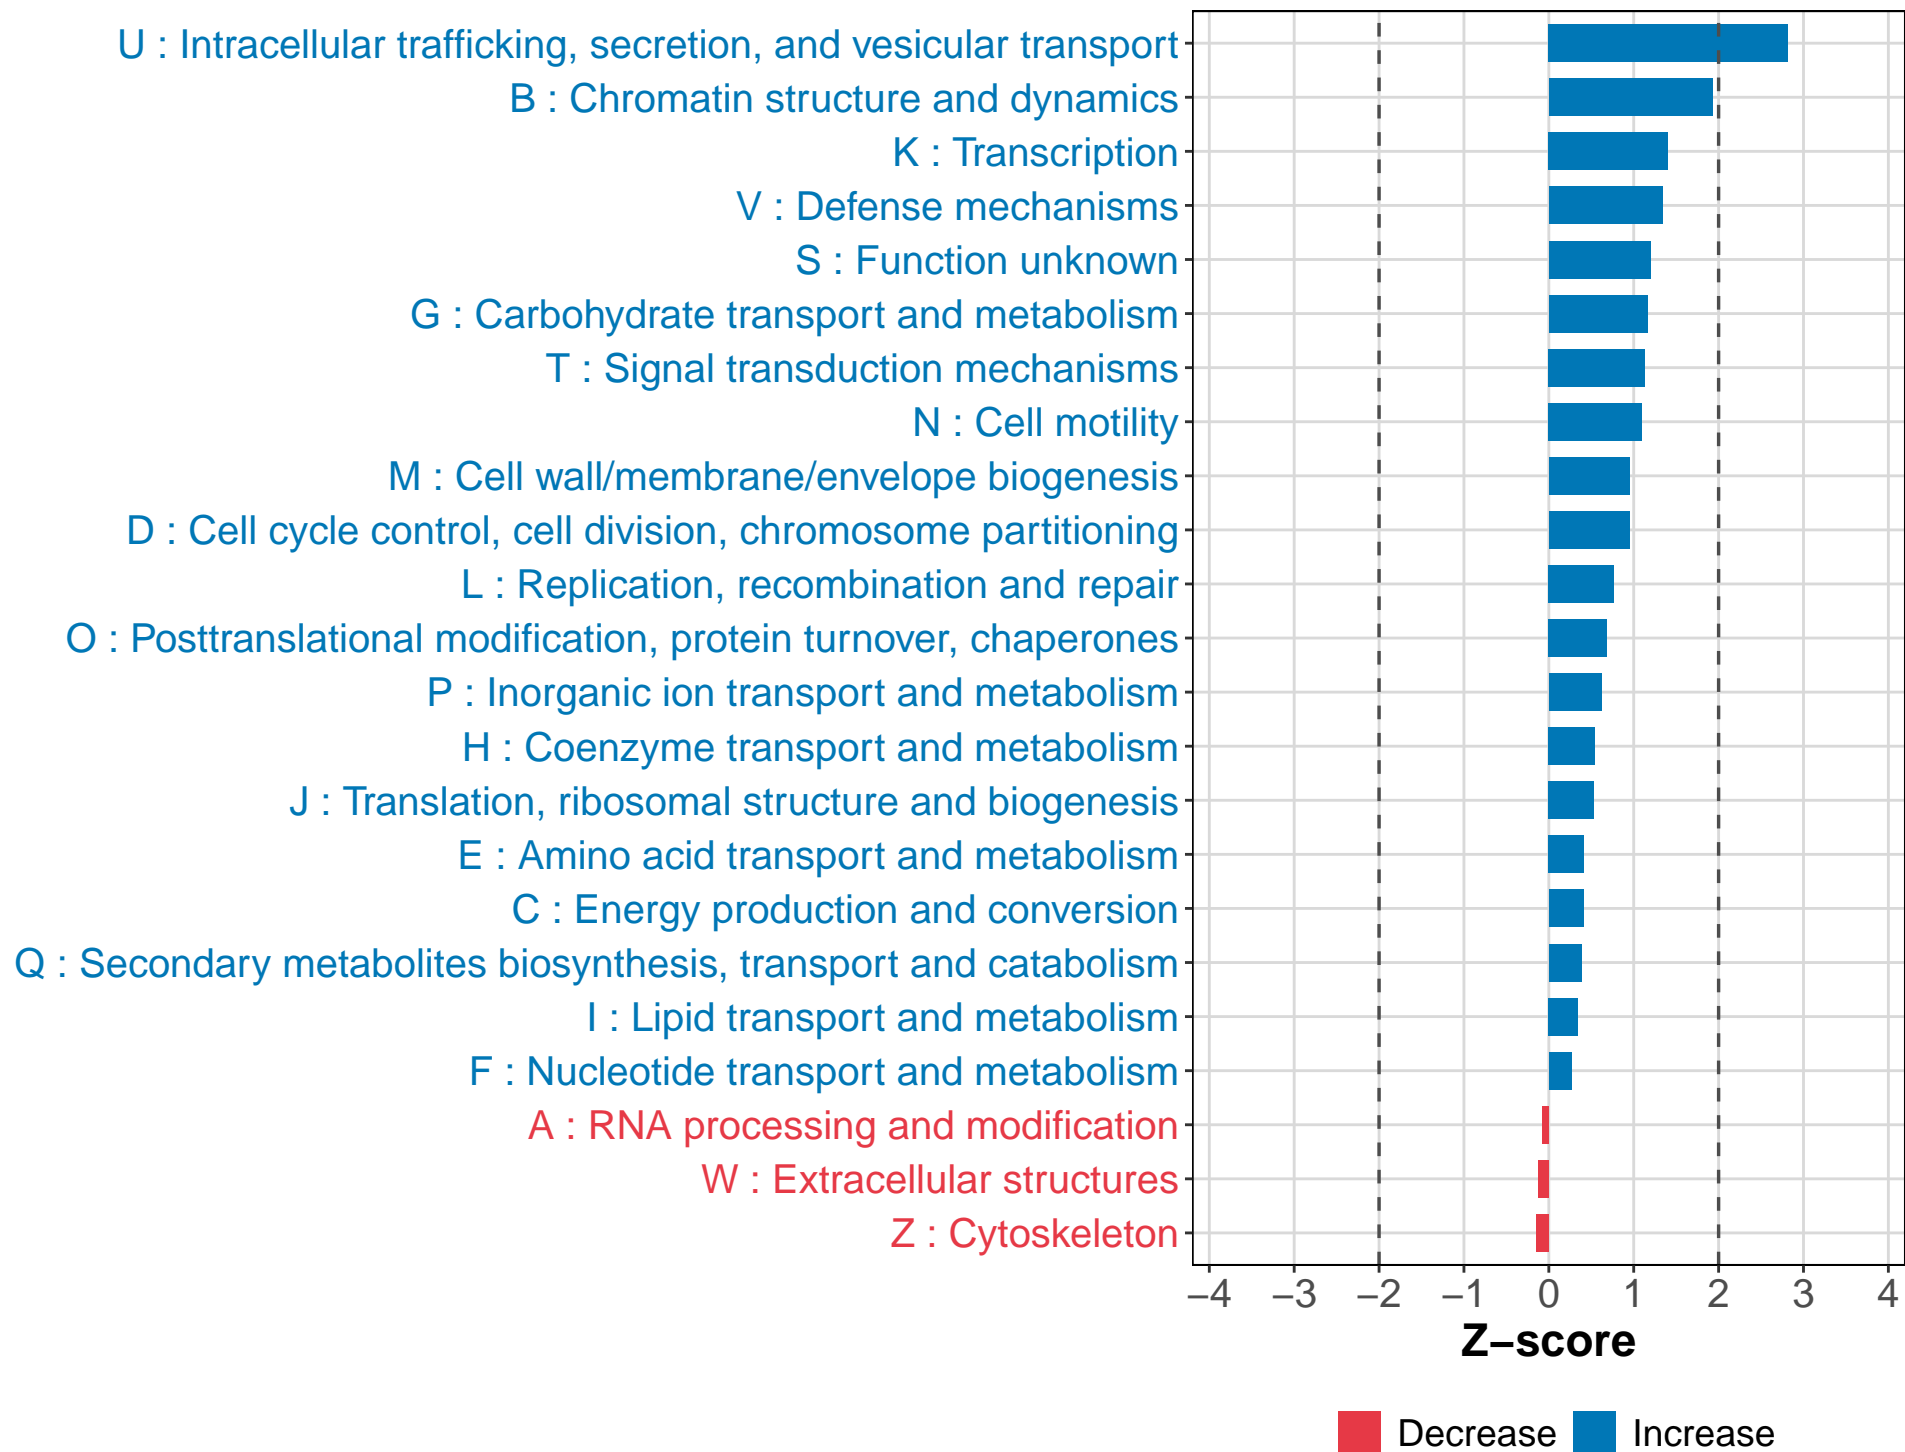 U : Intracellular trafficking, secretion, and vesicular transport
B : Chromatin structure and dynamics
K : Transcription
V : Defense mechanisms
S : Function unknown
G : Carbohydrate transport and metabolism
T : Signal transduction mechanisms
N : Cell motility
M : Cell wall/membrane/envelope biogenesis
D : Cell cycle control, cell division, chromosome partitioning
L : Replication, recombination and repair
O : Posttranslational modification, protein turnover, chaperones
P : Inorganic ion transport and metabolism
H : Coenzyme transport and metabolism
J : Translation, ribosomal structure and biogenesis
E : Amino acid transport and metabolism
C : Energy production and conversion
Q : Secondary metabolites biosynthesis, transport and catabolism
I : Lipid transport and metabolism
F : Nucleotide transport and metabolism
A : RNA processing and modification
W : Extracellular structures
Z : Cytoskeleton
−4 −3 −2 −1 0 1 2 3 4
Z−score
Decrease Increase